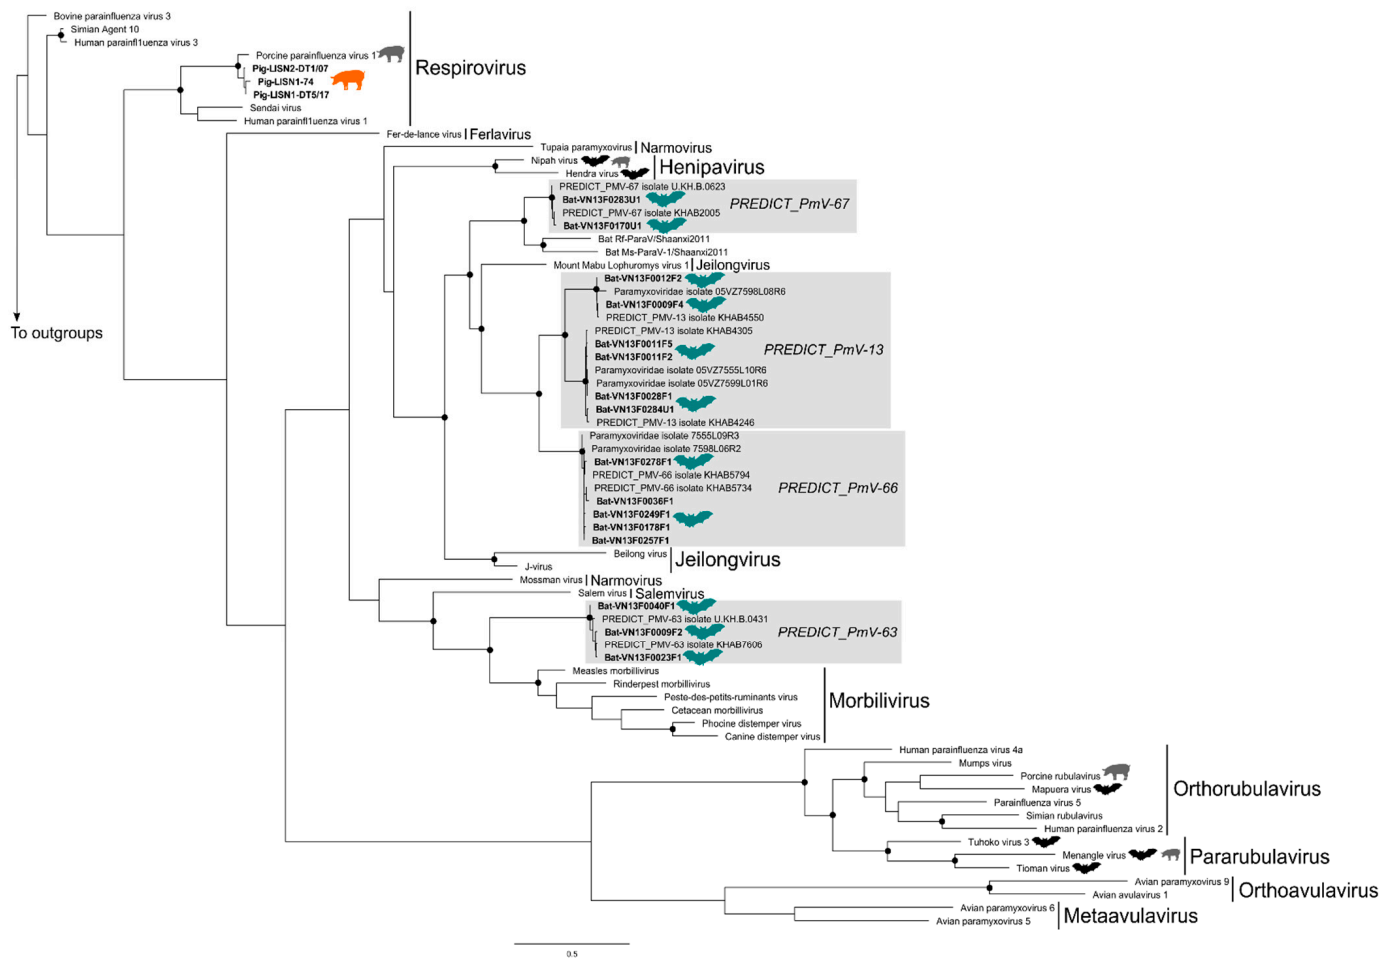 Bovine parainfluenza virus 3
Simian Agent 10
Human parainfl1uenza virus 3
Porcine parainfluenza virus 1
Pig-LISN2-DT1/07
Pig-LISN1-74
Pig-LISN1-DT5/17
Sendai virus
Human parainfl1uenza virus 1
Respirovirus
Fer-de-lance virus
Ferlavirus
Tupaia paramyxovirus
Narmovirus
Nipah virus
Hendra virus
Henipavirus
PREDICT_PMV-67 isolate U.KH.B.0623
Bat-VN13F0283U1
PREDICT_PMV-67 isolate KHAB2005
Bat-VN13F0170U1
PREDICT_PmV-67
Bat Rf-ParaV/Shaanxi2011
Bat Ms-ParaV-1/Shaanxi2011
Mount Mabu Lophuromys virus 1
Jeilongvirus
Bat-VN13F0012F2
Paramyxoviridae isolate 05VZ7598L08R6
Bat-VN13F0009F4
PREDICT_PMV-13 isolate KHAB4550
PREDICT_PMV-13 isolate KHAB4305
Bat-VN13F0011F5
Bat-VN13F0011F2
Paramyxoviridae isolate 05VZ7555L10R6
Paramyxoviridae isolate 05VZ7599L01R6
Bat-VN13F0028F1
Bat-VN13F0284U1
PREDICT_PMV-13 isolate KHAB4246
PREDICT_PmV-13
To outgroups
Paramyxoviridae isolate 7555L09R3
Paramyxoviridae isolate 7598L06R2
Bat-VN13F0278F1
PREDICT_PMV-66 isolate KHAB5794
PREDICT_PMV-66 isolate KHAB5734
Bat-VN13F0036F1
Bat-VN13F0249F1
Bat-VN13F0178F1
Bat-VN13F0257F1
PREDICT_PmV-66
Beilong virus
J-virus
Jeilongvirus
Mossman virus
Narmovirus
Salem virus
Salemvirus
Bat-VN13F0040F1
PREDICT_PMV-63 isolate U.KH.B.0431
Bat-VN13F0009F2
PREDICT_PMV-63 isolate KHAB7606
Bat-VN13F0023F1
PREDICT_PmV-63
Measles morbillivirus
Rinderpest morbillivirus
Peste-des-petits-ruminants virus
Cetacean morbillivirus
Phocine distemper virus
Canine distemper virus
Morbilivirus
Human parainfluenza virus 4a
Mumps virus
Porcine rubulavirus
Mapuera virus
Parainfluenza virus 5
Simian rubulavirus
Human parainfluenza virus 2
Orthorubulavirus
Tuhoko virus 3
Menangle virus
Tioman virus
Pararubulavirus
Avian paramyxovirus 9
Avian avulavirus 1
Orthoavulavirus
Avian paramyxovirus 6
Avian paramyxovirus 5
Metaavulavirus
0.5